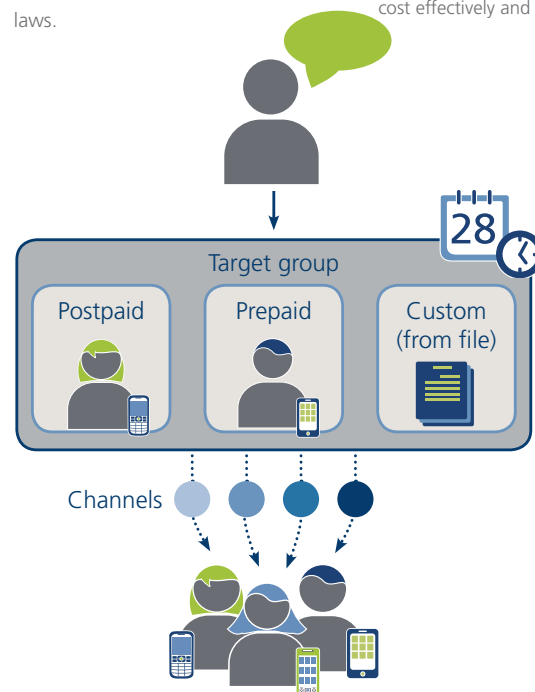 laws.
cost effectively and
28
Target group
Postpaid
Prepaid
Custom
(from file)
Channels